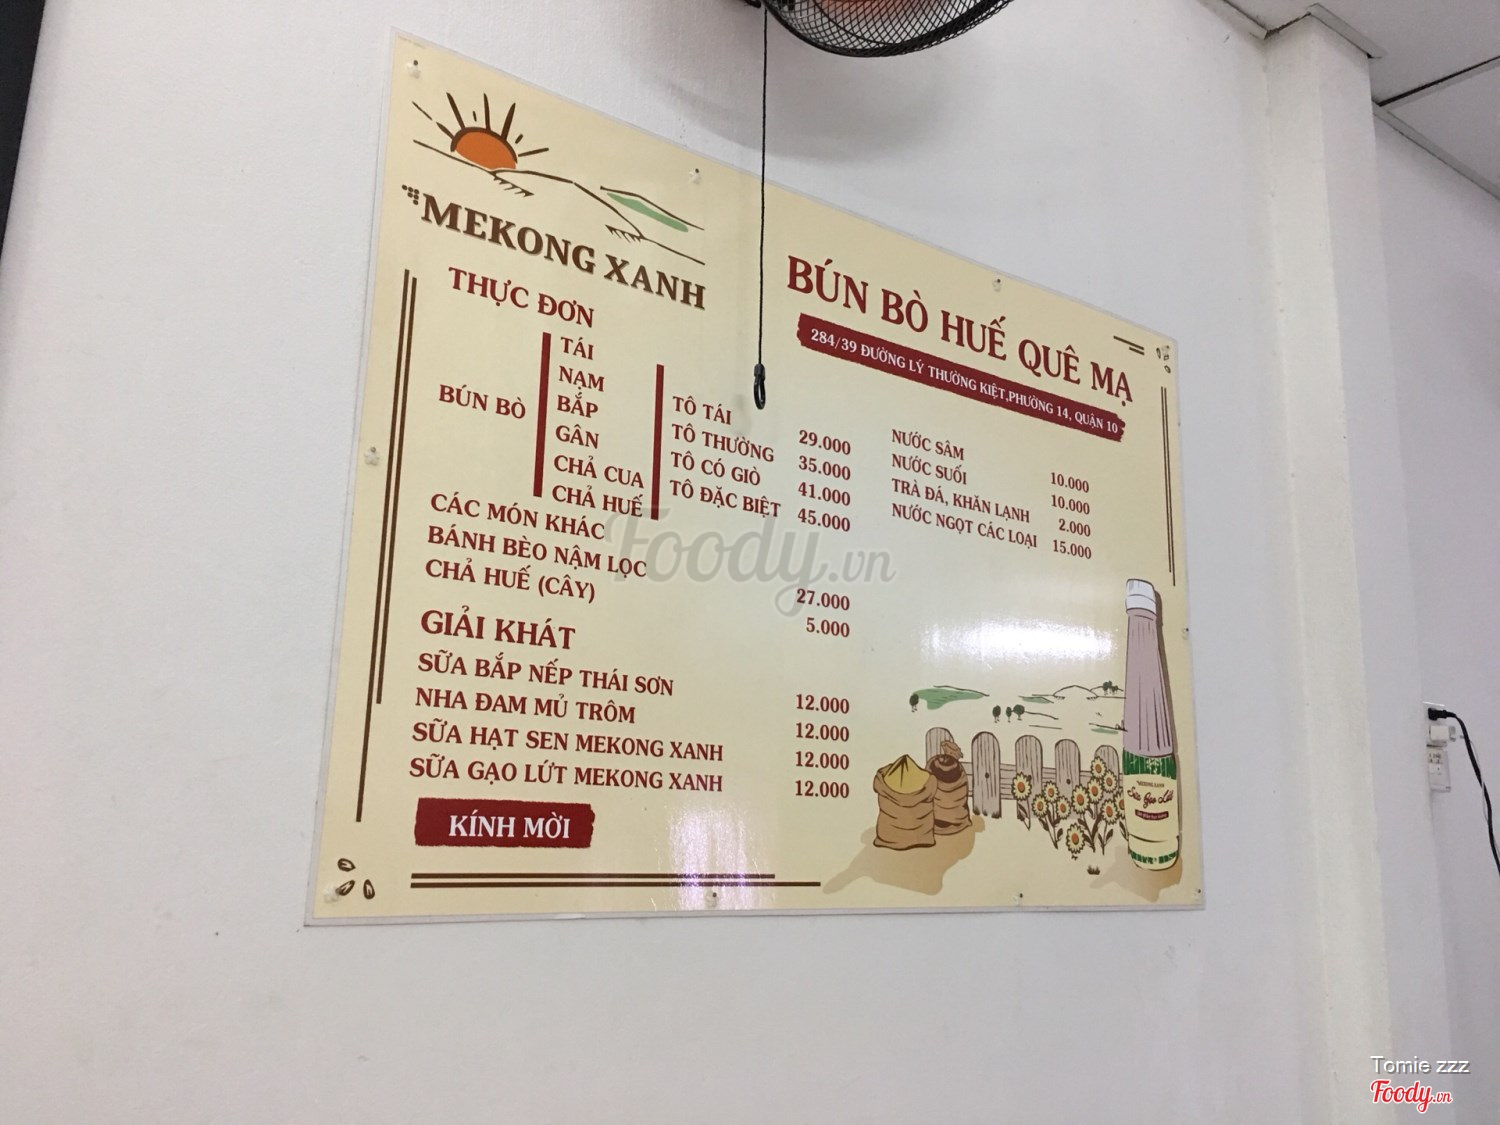 MEKONG XANH
BÚN BÒ HUẾ QUÊ MẠ
284/39 ĐƯỜNG LÝ THƯỜNG KIỆT,PHƯỜNG 14, QUẬN 10
THỰC ĐƠN
BÚN BÒ
TÁI
NẠM
BẮP
GÂN
CHẢ CUA
CHẢ HUẾ
TÔ TÁI 29.000
TÔ THƯỜNG 35.000
TÔ CÓ GIÒ 41.000
TÔ ĐẶC BIỆT 45.000
NƯỚC SÂM 10.000
NƯỚC SUỐI 10.000
TRÀ ĐÁ, KHĂN LẠNH 2.000
NƯỚC NGỌT CÁC LOẠI 15.000
CÁC MÓN KHÁC
BÁNH BÈO NẬM LỌC 27.000
CHẢ HUẾ (CÂY) 5.000
GIẢI KHÁT
SỮA BẮP NẾP THÁI SƠN 12.000
NHA ĐAM MỦ TRÔM 12.000
SỮA HẠT SEN MEKONG XANH 12.000
SỮA GẠO LỨT MEKONG XANH 12.000
KÍNH MỜI
MEKONG XANH
Sữa Gạo Lứt
Foody.vn
Tomie zzz
Foody.vn